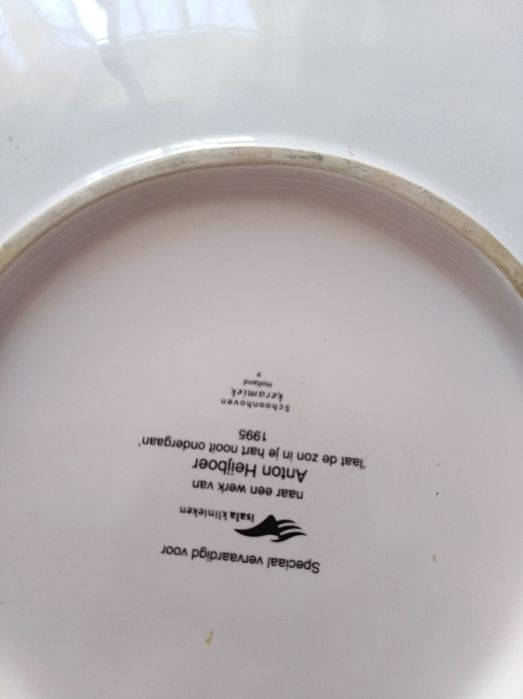 Speciaal vervaardigd voor
Isala klinieken
naar een werk van
Anton Heijboer
'laat de zon in je hart nooit ondergaan'
1995
Schoonhoven
keramiek
Holland
P